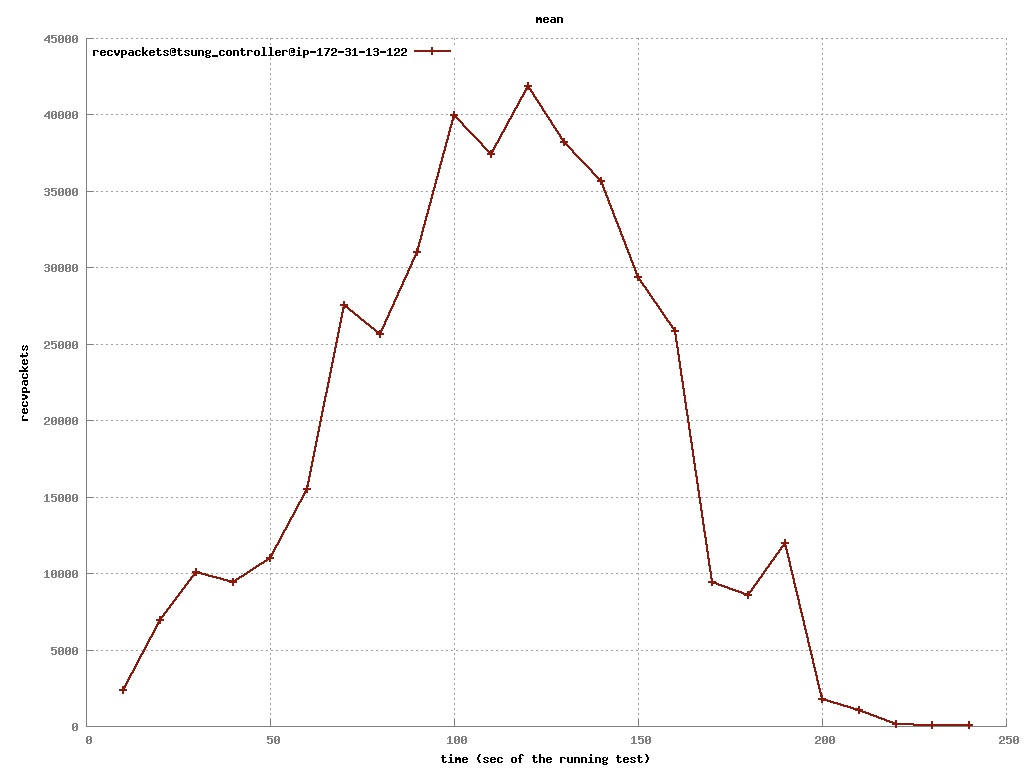 mean
45000
recvpackets@tsung_controller@ip-172-31-13-122
40000
35000
30000
25000
recvpackets
20000
15000
10000
5000
0
0 50 100 150 200 250
time (sec of the running test)